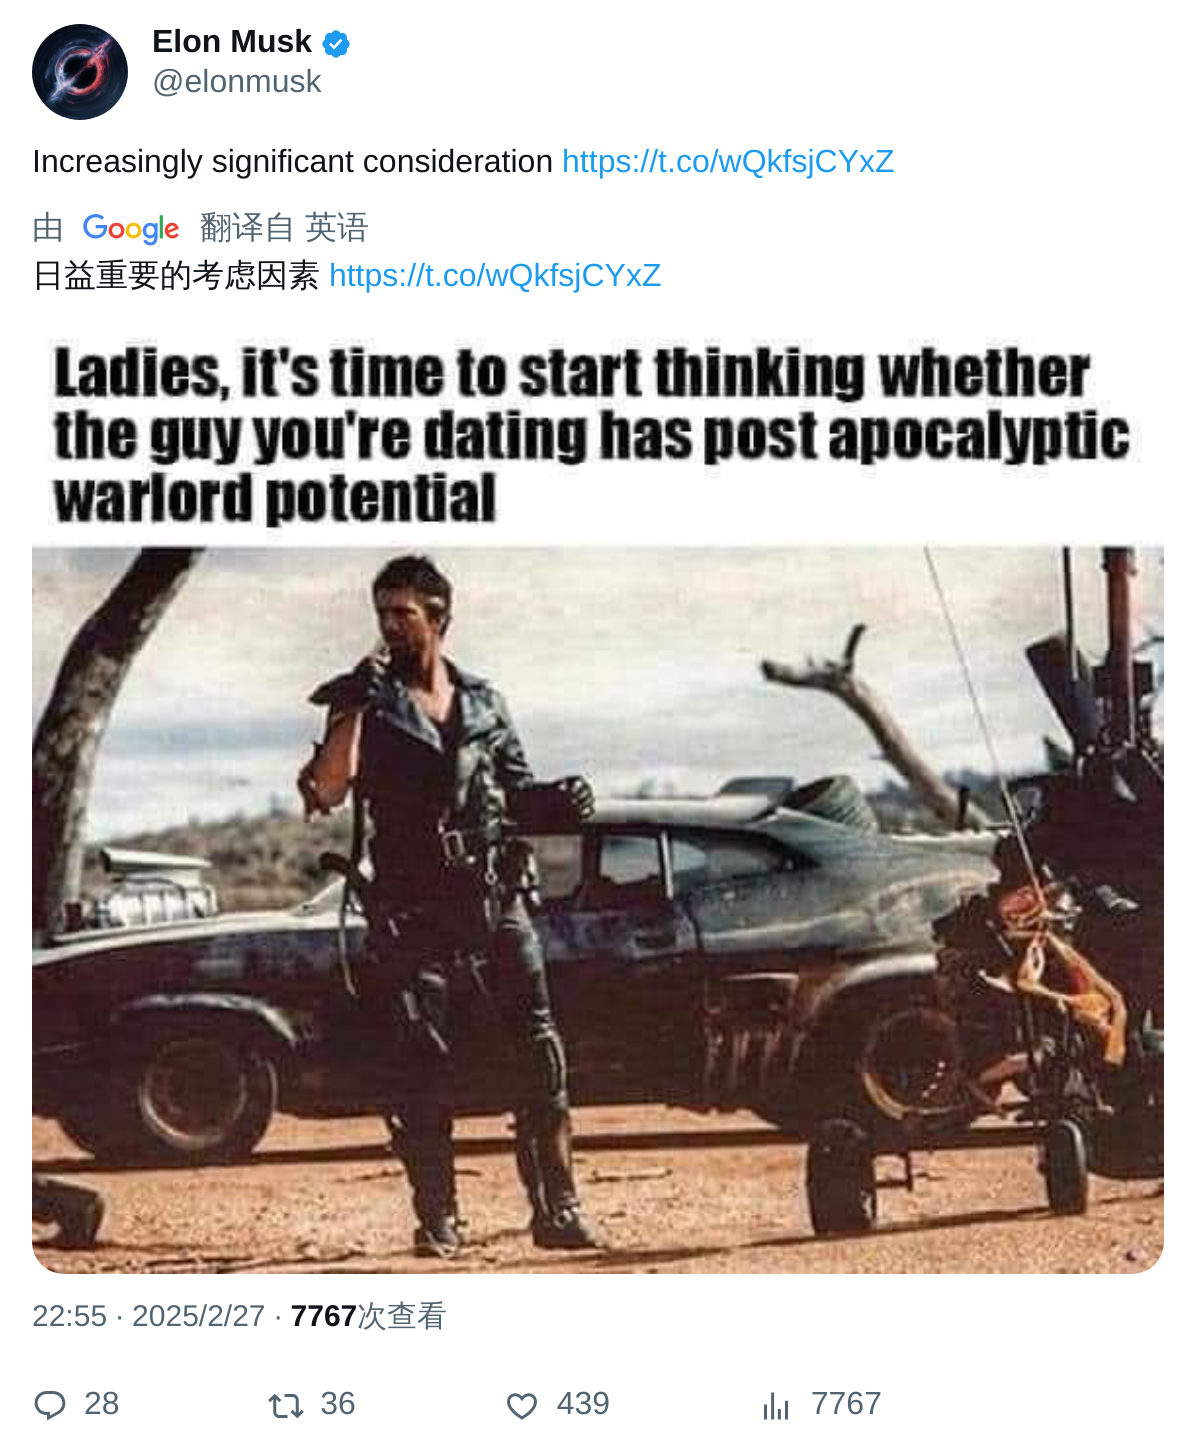 Elon Musk
@elonmusk
Increasingly significant consideration https://t.co/wQkfsjCYxZ
由 Google 翻译自 英语
日益重要的考虑因素 https://t.co/wQkfsjCYxZ
Ladies, it's time to start thinking whether
the guy you're dating has post apocalyptic
warlord potential
22:55 · 2025/2/27 · 7767次查看
28 36 439 7767